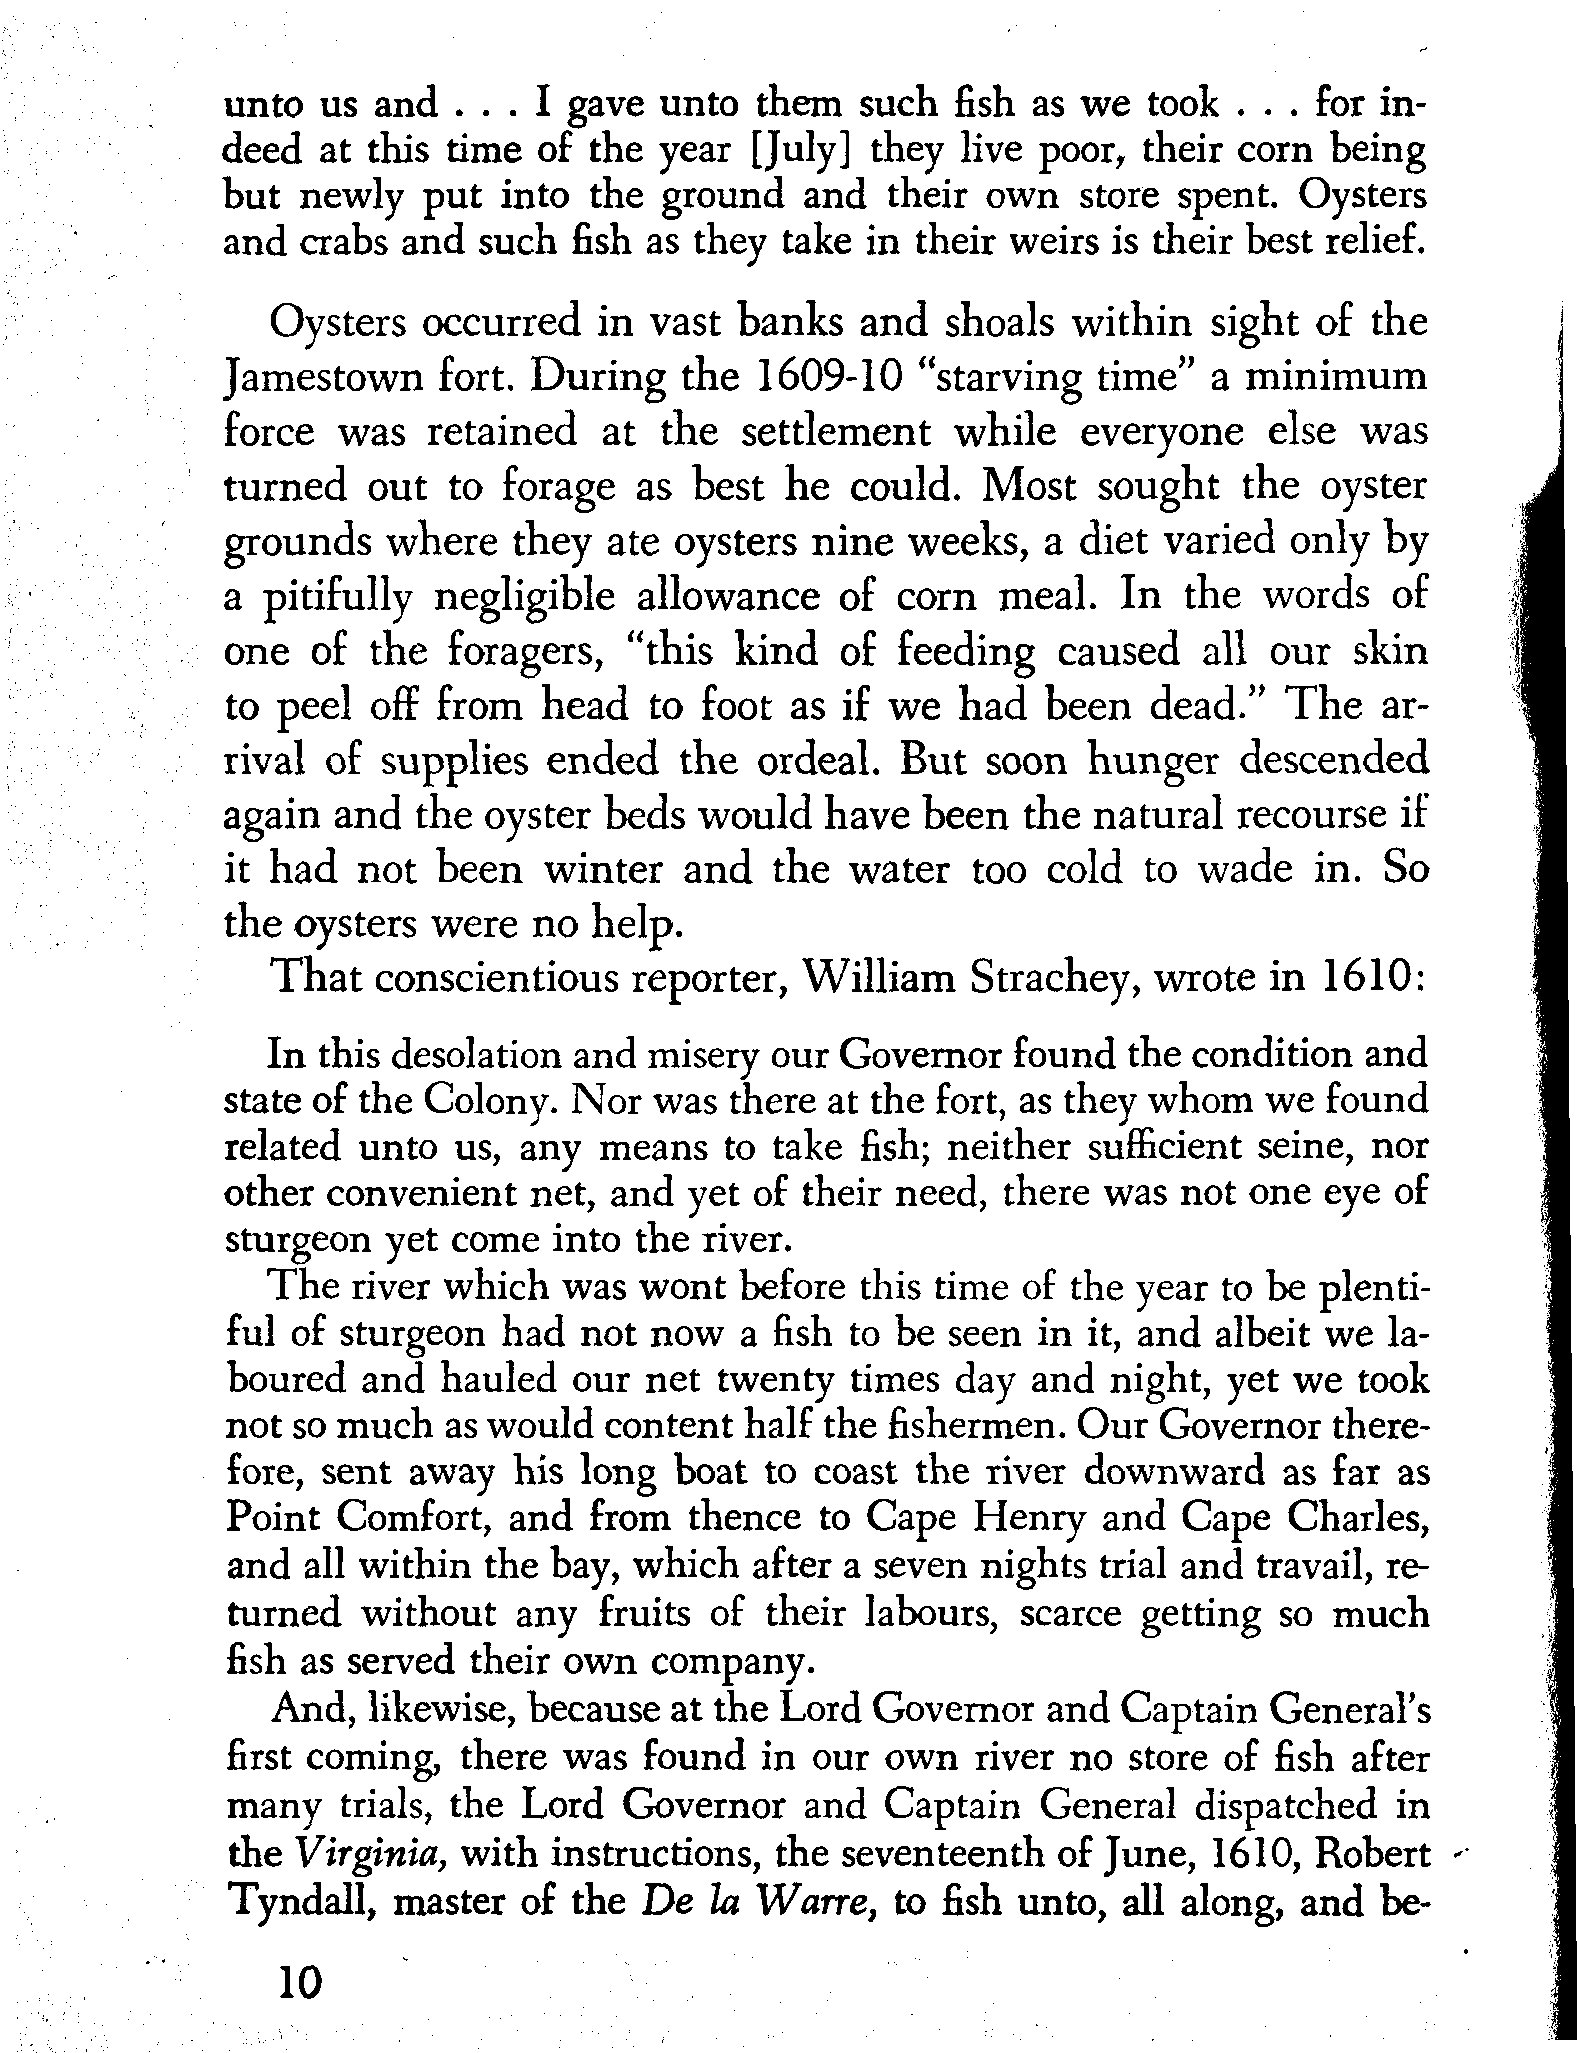 unto us and . . . I gave unto them such fish as we took . . . for in-
deed at this time of the year [July] they live poor, their corn being
but newly put into the ground and their own store spent. Oysters
and crabs and such fish as they take in their weirs is their best relief.
Oysters occurred in vast banks and shoals within sight of the
Jamestown fort. During the 1609-10 “starving time” a minimum
force was retained at the settlement while everyone else was
turned out to forage as best he could. Most sought the oyster
grounds where they ate oysters nine weeks, a diet varied only by
a pitifully negligible allowance of corn meal. In the words of
one of the foragers, “this kind of feeding caused all our skin
to peel off from head to foot as if we had been dead.” The ar-
rival of supplies ended the ordeal. But soon hunger descended
again and the oyster beds would have been the natural recourse if
it had not been winter and the water too cold to wade in. So
the oysters were no help.
That conscientious reporter, William Strachey, wrote in 1610:
In this desolation and misery our Governor found the condition and
state of the Colony. Nor was there at the fort, as they whom we found
related unto us, any means to take fish; neither sufficient seine, nor
other convenient net, and yet of their need, there was not one eye of
sturgeon yet come into the river.
The river which was wont before this time of the year to be plenti-
ful of sturgeon had not now a fish to be seen in it, and albeit we la-
boured and hauled our net twenty times day and night, yet we took
not so much as would content half the fishermen. Our Governor there-
fore, sent away his long boat to coast the river downward as far as
Point Comfort, and from thence to Cape Henry and Cape Charles,
and all within the bay, which after a seven nights trial and travail, re-
turned without any fruits of their labours, scarce getting so much
fish as served their own company.
And, likewise, because at the Lord Governor and Captain General’s
first coming, there was found in our own river no store of fish after
many trials, the Lord Governor and Captain General dispatched in
the Virginia, with instructions, the seventeenth of June, 1610, Robert
Tyndall, master of the De la Warre, to fish unto, all along, and be-
10